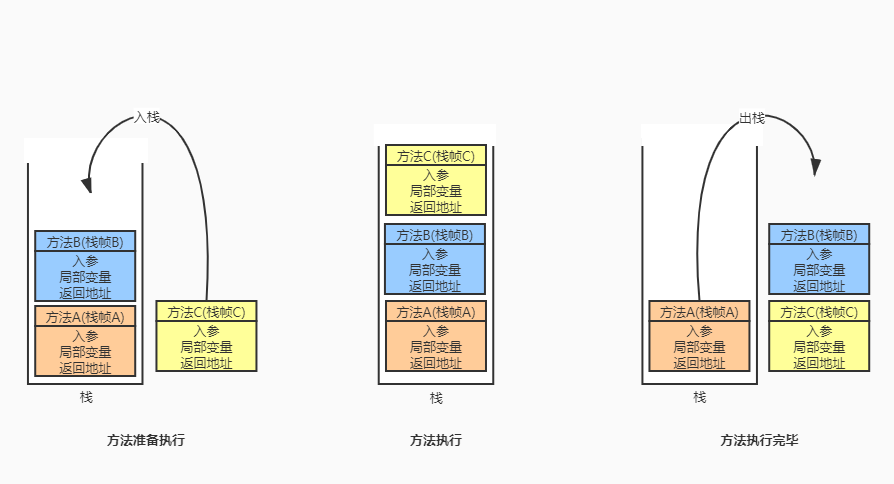 入栈
方法B(栈帧B)
入参
局部变量
返回地址
方法A(栈帧A)
入参
局部变量
返回地址
方法C(栈帧C)
入参
局部变量
返回地址
栈
方法准备执行
方法C(栈帧C)
入参
局部变量
返回地址
方法B(栈帧B)
入参
局部变量
返回地址
方法A(栈帧A)
入参
局部变量
返回地址
栈
方法执行
出栈
方法A(栈帧A)
入参
局部变量
返回地址
方法B(栈帧B)
入参
局部变量
返回地址
方法C(栈帧C)
入参
局部变量
返回地址
栈
方法执行完毕